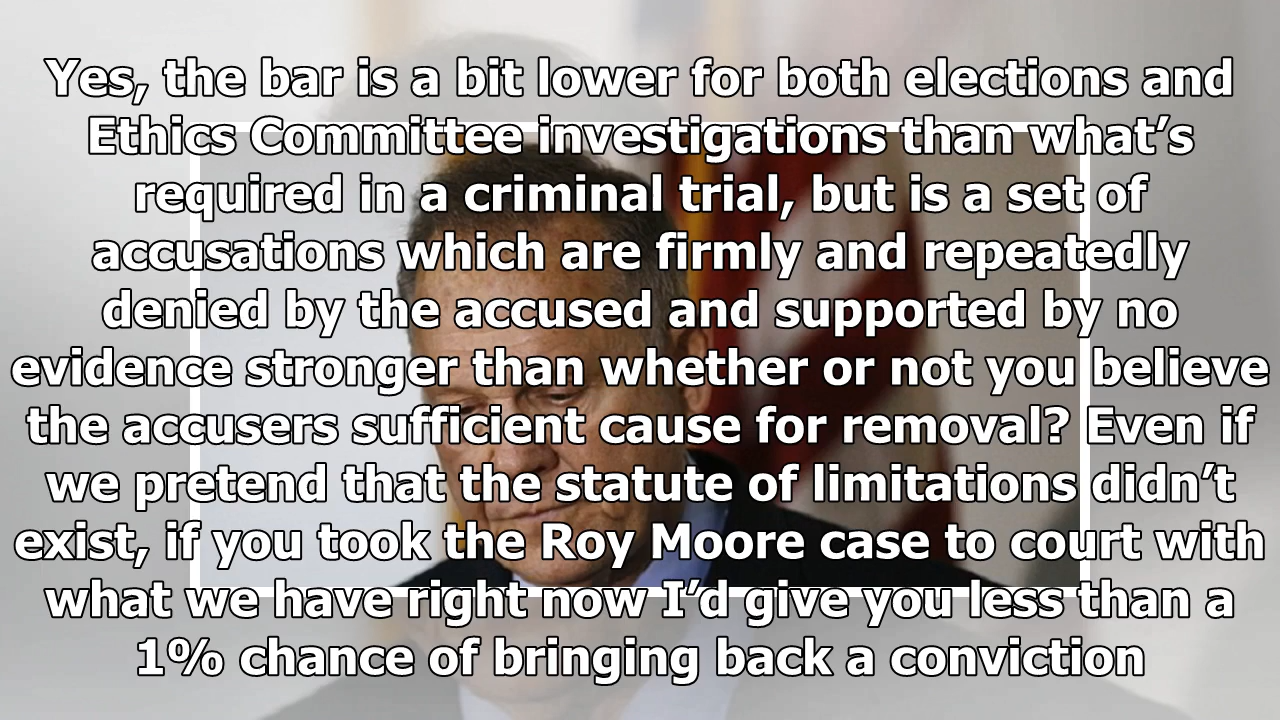 Yes, the bar is a bit lower for both elections and
Ethics Committee investigations than what’s
required in a criminal trial, but is a set of
accusations which are firmly and repeatedly
denied by the accused and supported by no
evidence stronger than whether or not you believe
the accusers sufficient cause for removal? Even if
we pretend that the statute of limitations didn’t
exist, if you took the Roy Moore case to court with
what we have right now I’d give you less than a
1% chance of bringing back a conviction